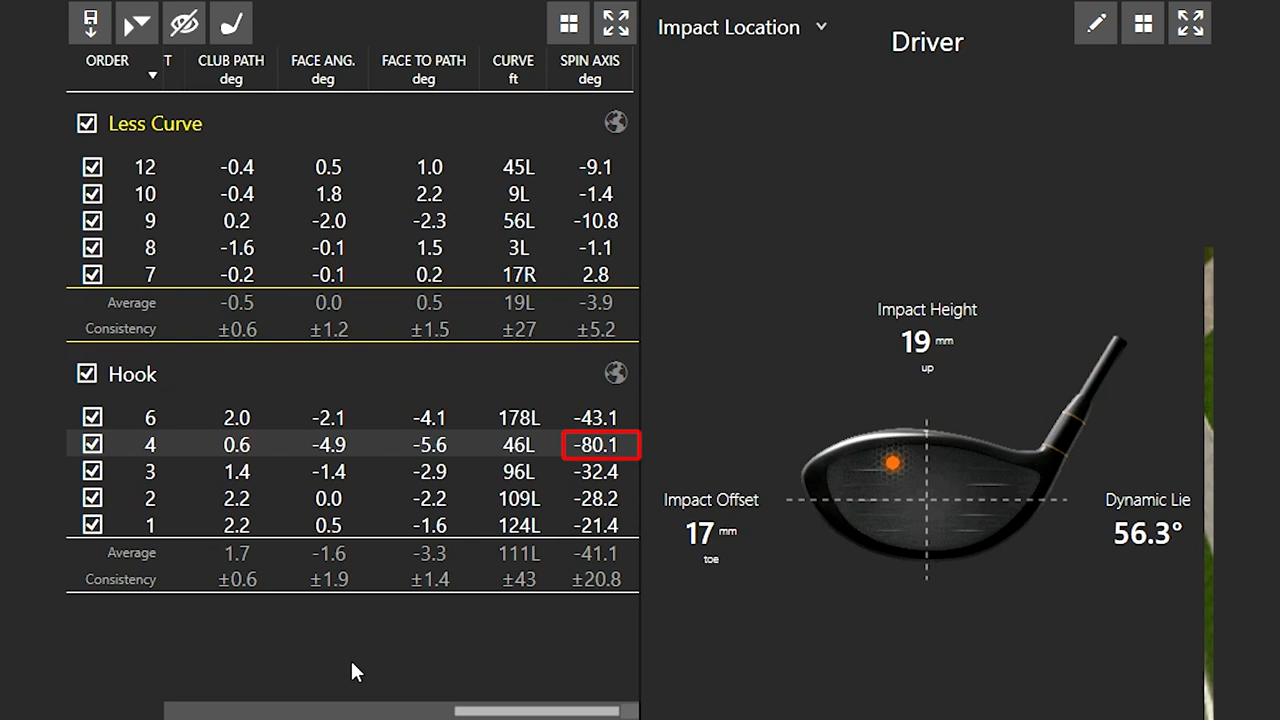 ORDER T CLUB PATH FACE ANG. FACE TO PATH CURVE SPIN AXIS
deg deg deg ft deg
Less Curve
12 -0.4 0.5 1.0 45L -9.1
10 -0.4 1.8 2.2 9L -1.4
9 0.2 -2.0 -2.3 56L -10.8
8 -1.6 -0.1 1.5 3L -1.1
7 -0.2 -0.1 0.2 17R 2.8
Average -0.5 0.0 0.5 19L -3.9
Consistency ±0.6 ±1.2 ±1.5 ±27 ±5.2
Hook
6 2.0 -2.1 -4.1 178L -43.1
4 0.6 -4.9 -5.6 46L -80.1
3 1.4 -1.4 -2.9 96L -32.4
2 2.2 0.0 -2.2 109L -28.2
1 2.2 0.5 -1.6 124L -21.4
Average 1.7 -1.6 -3.3 111L -41.1
Consistency ±0.6 ±1.9 ±1.4 ±43 ±20.8
Impact Location
Driver
Impact Height
19 mm
up
Impact Offset
17 mm
toe
Dynamic Lie
56.3°